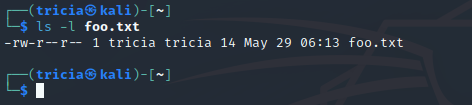 ┌──(tricia㉿kali)-[~]
└─$ ls -l foo.txt
-rw-r--r-- 1 tricia tricia 14 May 29 06:13 foo.txt
┌──(tricia㉿kali)-[~]
└─$